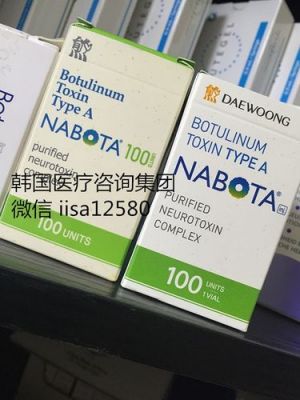 Botulinum
Toxin Type A
NABOTA® 100
purified
neurotoxin
100 UNITS
DAEWOONG
BOTULINUM
TOXIN TYPE A
NABOTA®
PURIFIED
NEUROTOXIN
COMPLEX
100 UNITS
1 VIAL
韩国医疗咨询集团
微信 iisa12580